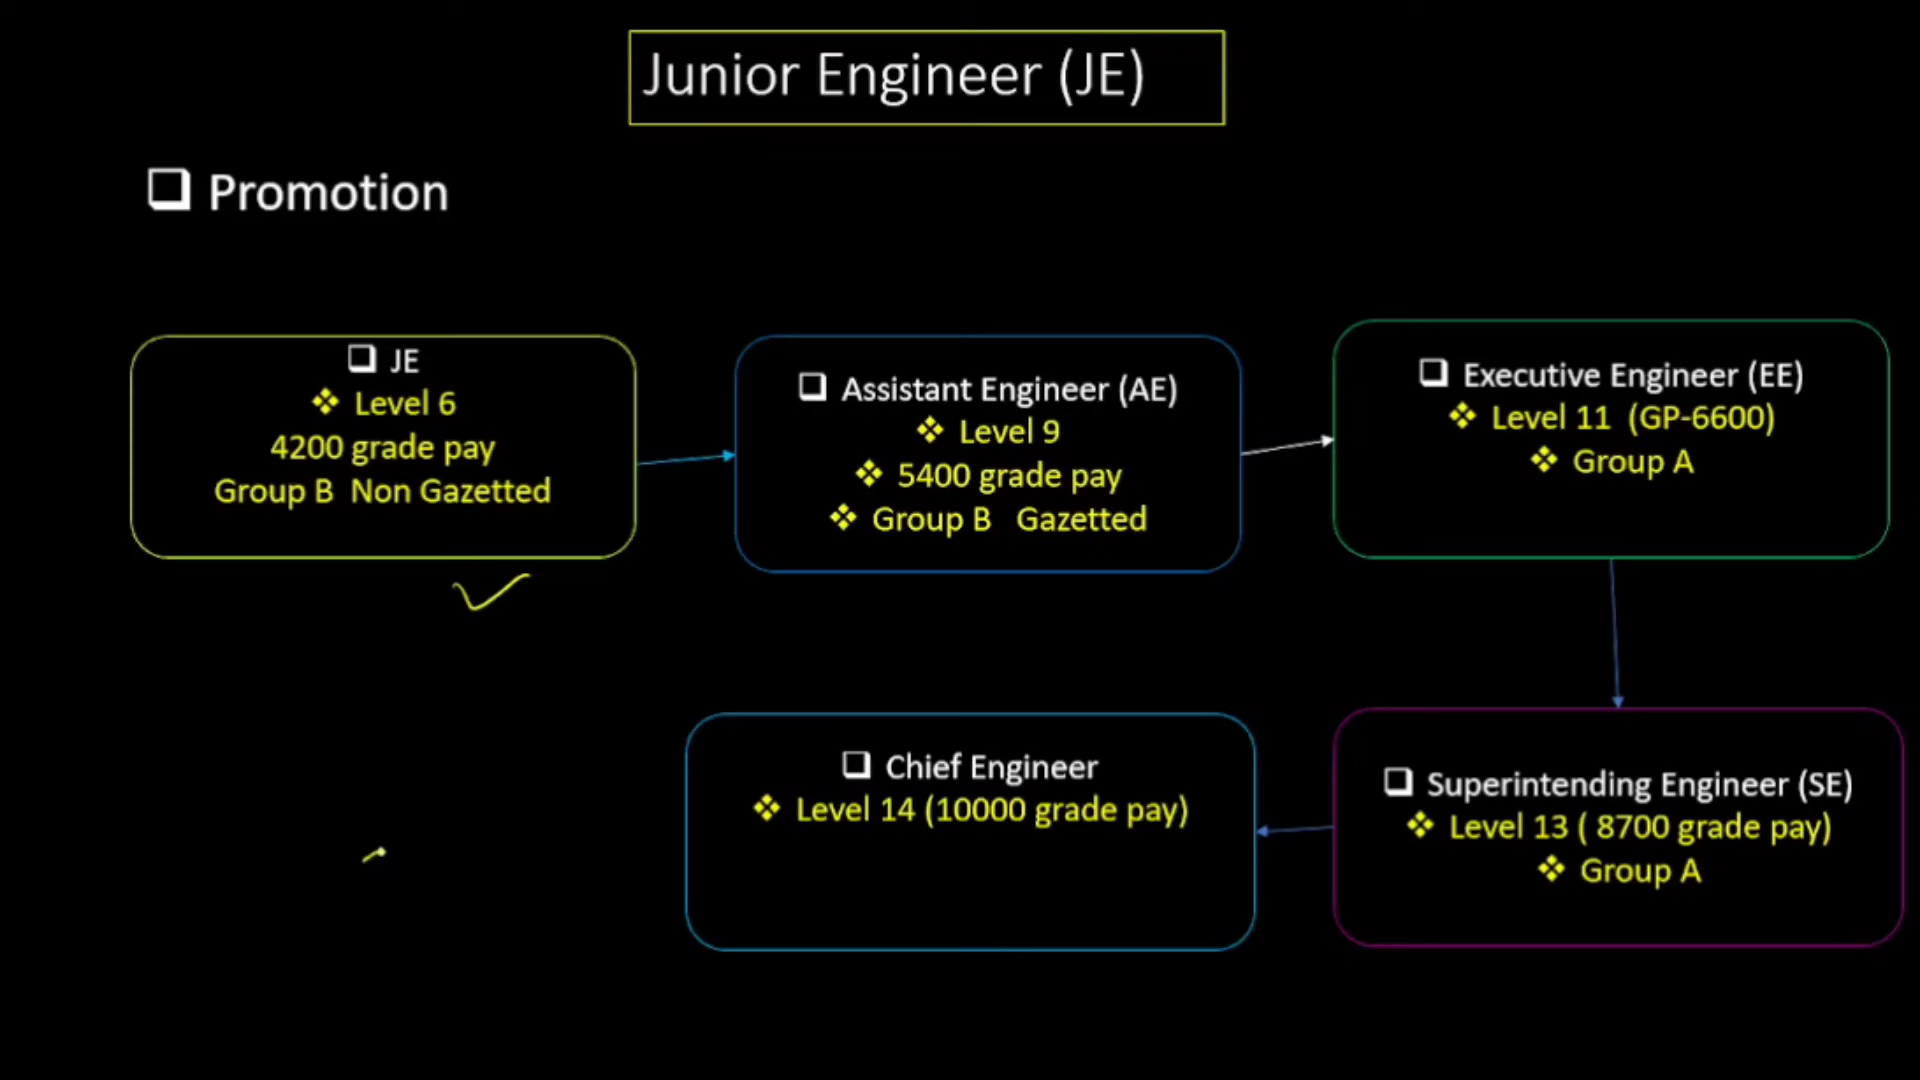 Junior Engineer (JE)
Promotion
JE
Level 6
4200 grade pay
Group B Non Gazetted
Assistant Engineer (AE)
Level 9
5400 grade pay
Group B Gazetted
Executive Engineer (EE)
Level 11 (GP-6600)
Group A
Superintending Engineer (SE)
Level 13 ( 8700 grade pay)
Group A
Chief Engineer
Level 14 (10000 grade pay)